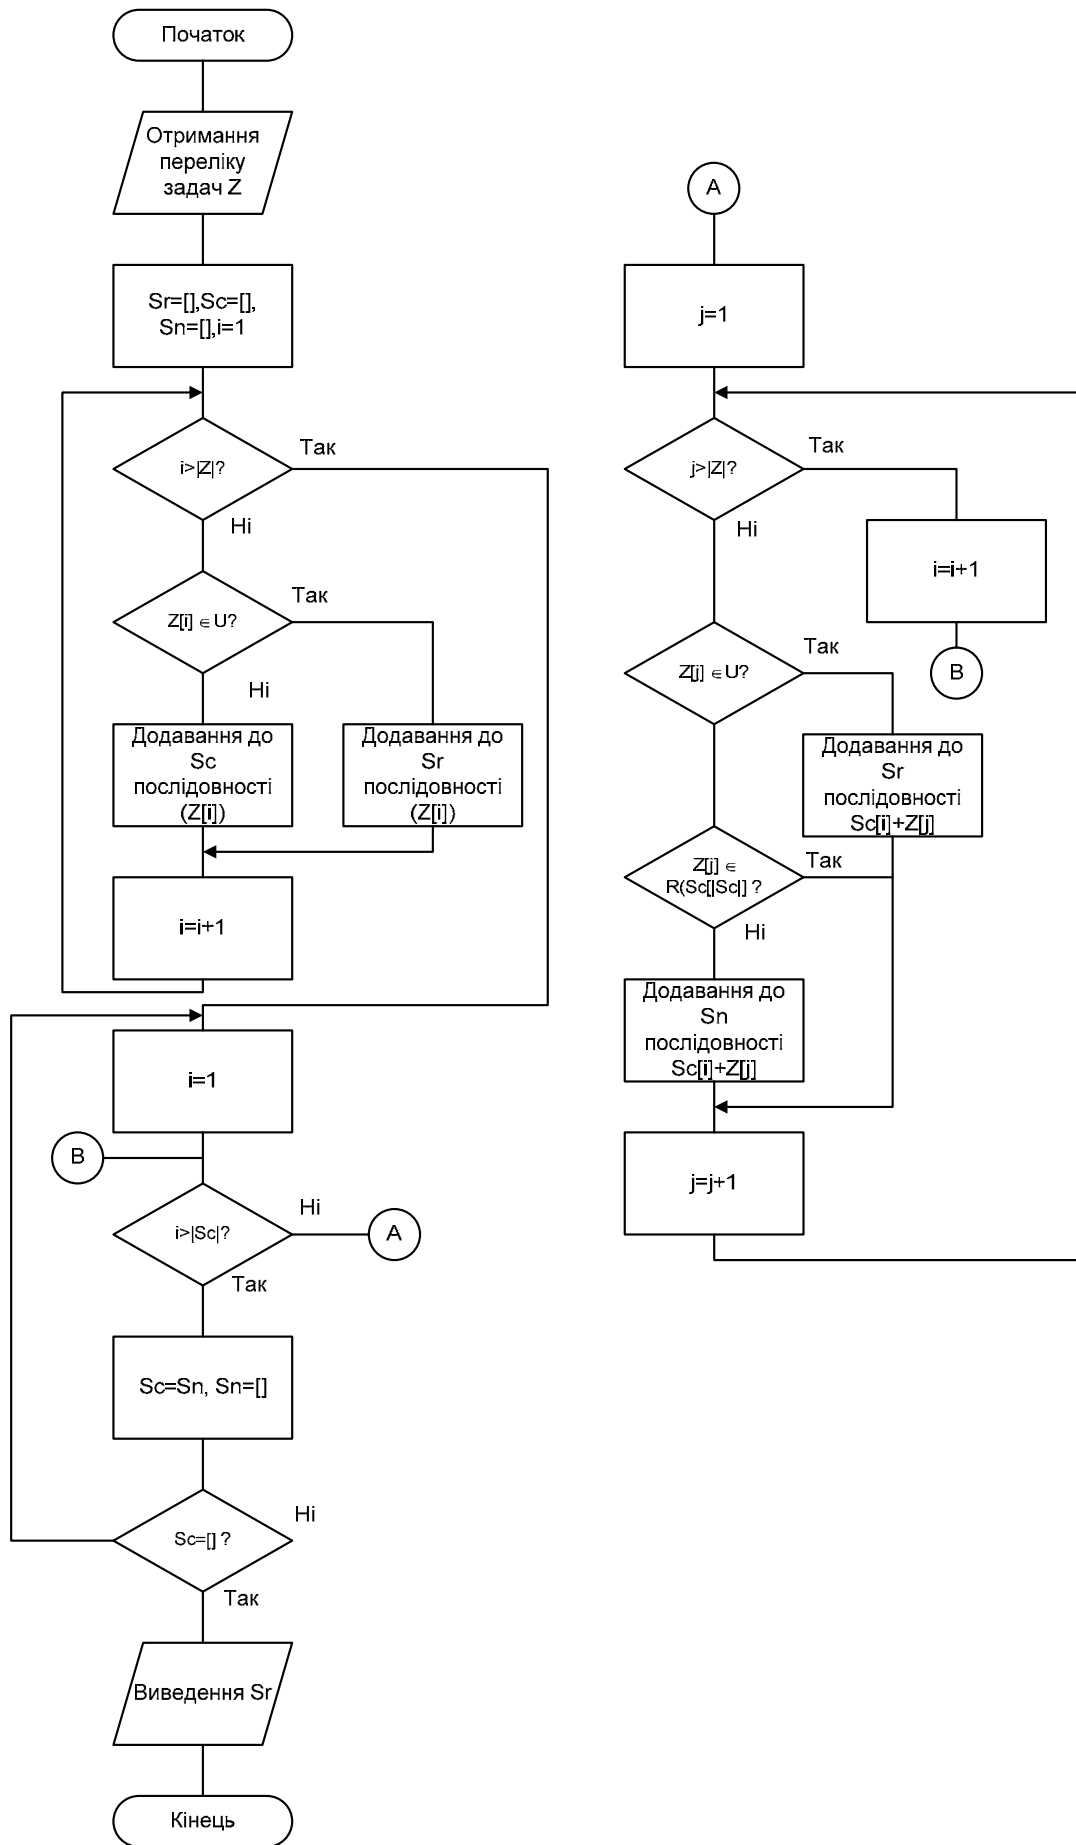 Початок
Отримання
переліку
задач Z
Sr=[],Sc=[],
Sn=[],i=1
i>|Z|?
Так
Ні
Z[i] ∈ U?
Так
Ні
Додавання до
Sc
послідовності
(Z[i])
Додавання до
Sr
послідовності
(Z[i])
i=i+1
i=1
B
i>|Sc|?
Ні
A
Так
Sc=Sn, Sn=[]
Sc=[] ?
Ні
Так
Виведення Sr
Кінець
A
j=1
j>|Z|?
Так
Ні
i=i+1
B
Z[j] ∈U?
Так
Додавання до
Sr
послідовності
Sc[i]+Z[j]
Z[j] ∈
R(Sc[|Sc|] ?
Так
Ні
Додавання до
Sn
послідовності
Sc[i]+Z[j]
j=j+1